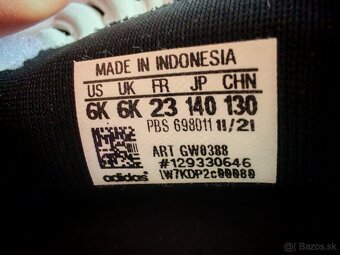 MADE IN INDONESIA
US UK FR JP CHN
6K 6K 23 140 130
PBS 698011 11/21
ART GW0388
#129330646
adidas 1W7KDP2c00080
Bazos.sk